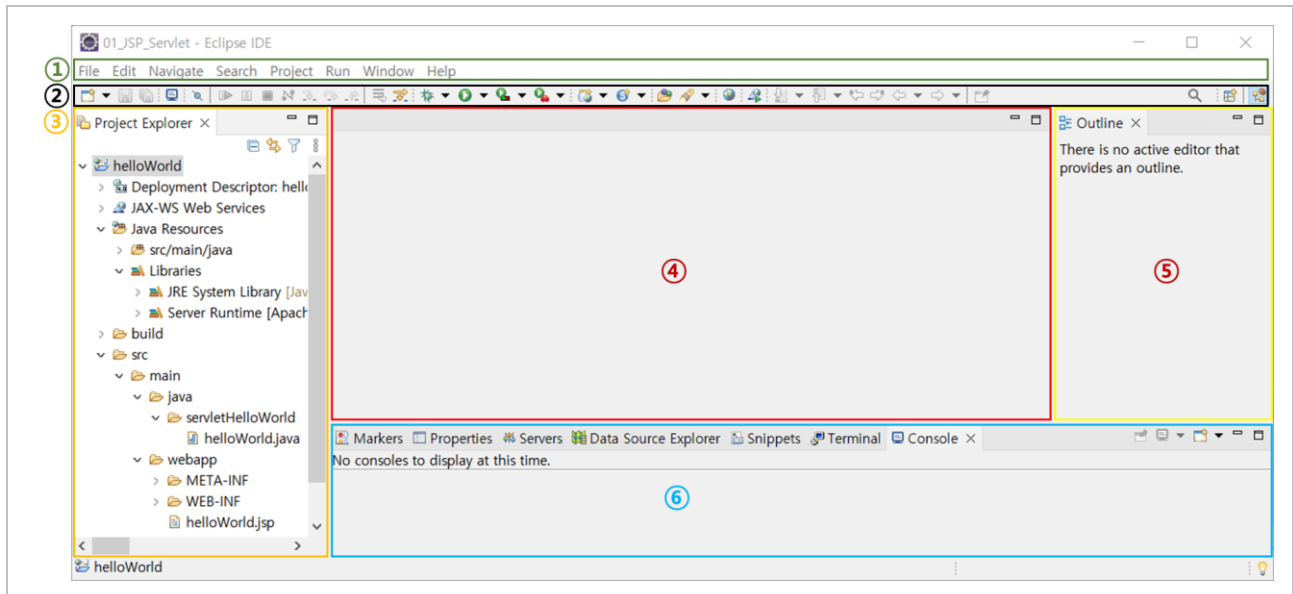 01_JSP_Servlet - Eclipse IDE
① File Edit Navigate Search Project Run Window Help
②
③ Project Explorer
helloWorld
Deployment Descriptor: hell
JAX-WS Web Services
Java Resources
src/main/java
Libraries
JRE System Library [Jav
Server Runtime [Apach
build
src
main
java
servletHelloWorld
helloWorld.java
webapp
META-INF
WEB-INF
helloWorld.jsp
④
Outline
There is no active editor that
provides an outline.
⑤
Markers Properties Servers Data Source Explorer Snippets Terminal Console
No consoles to display at this time.
⑥
helloWorld